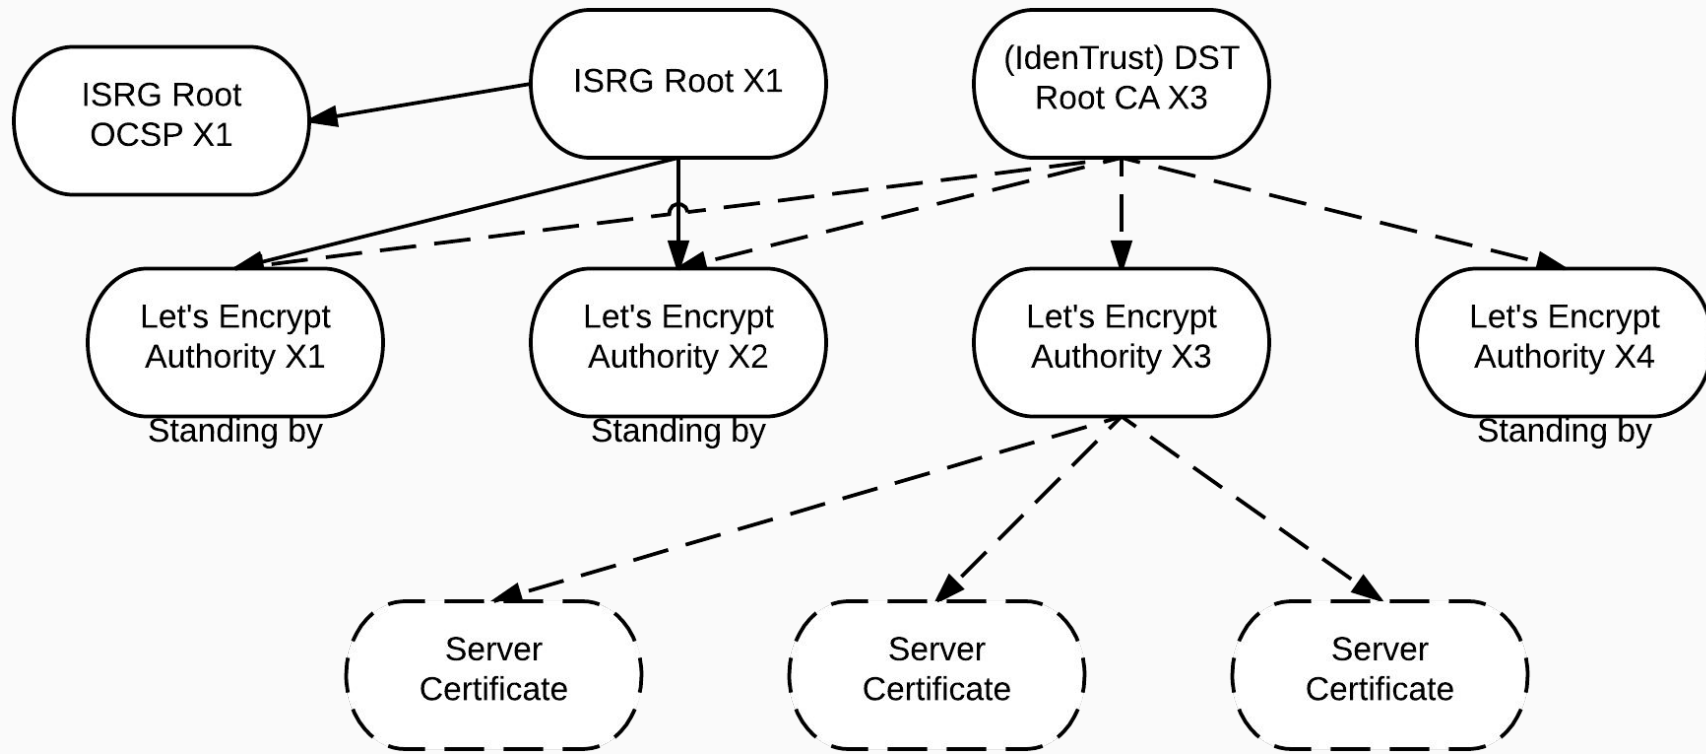 ISRG Root
OCSP X1
ISRG Root X1
(IdenTrust) DST
Root CA X3
Let's Encrypt
Authority X1
Standing by
Let's Encrypt
Authority X2
Standing by
Let's Encrypt
Authority X3
Let's Encrypt
Authority X4
Standing by
Server
Certificate
Server
Certificate
Server
Certificate